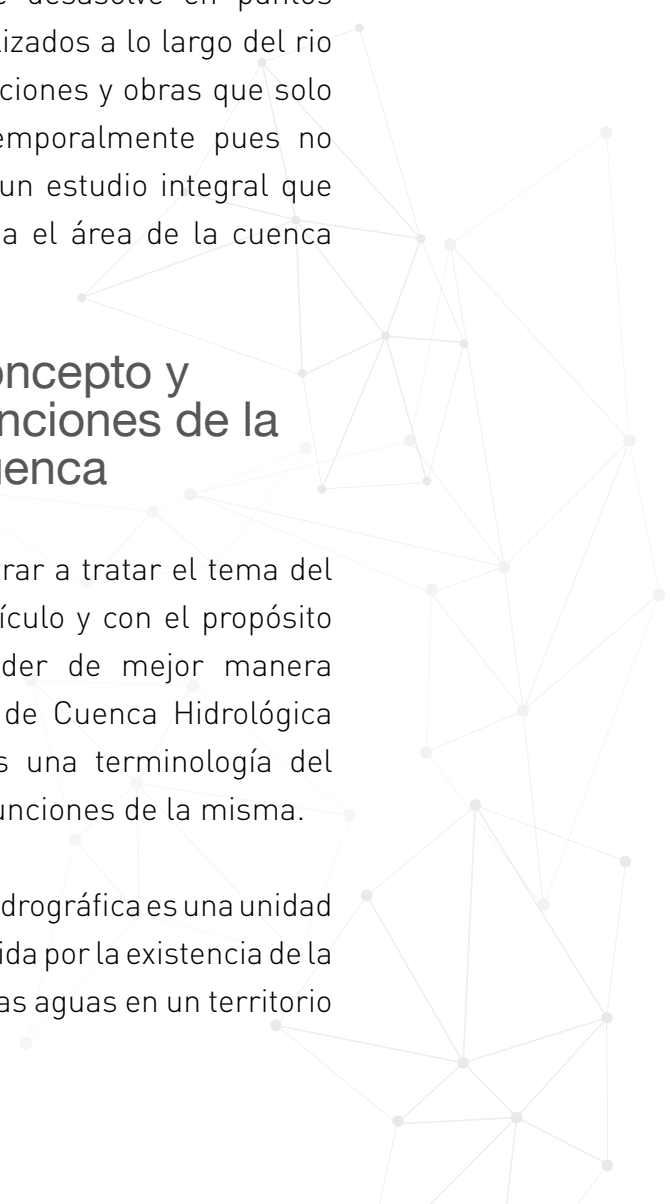 desasolve en puntos
izados a lo largo del rio
ciones y obras que solo
emporalmente pues no
un estudio integral que
a el área de la cuenca
oncepto y
nciones de la
uenca
rar a tratar el tema del
ículo y con el propósito
der de mejor manera
de Cuenca Hidrológica
s una terminología del
unciones de la misma.
drográfica es una unidad
ida por la existencia de la
as aguas en un territorio